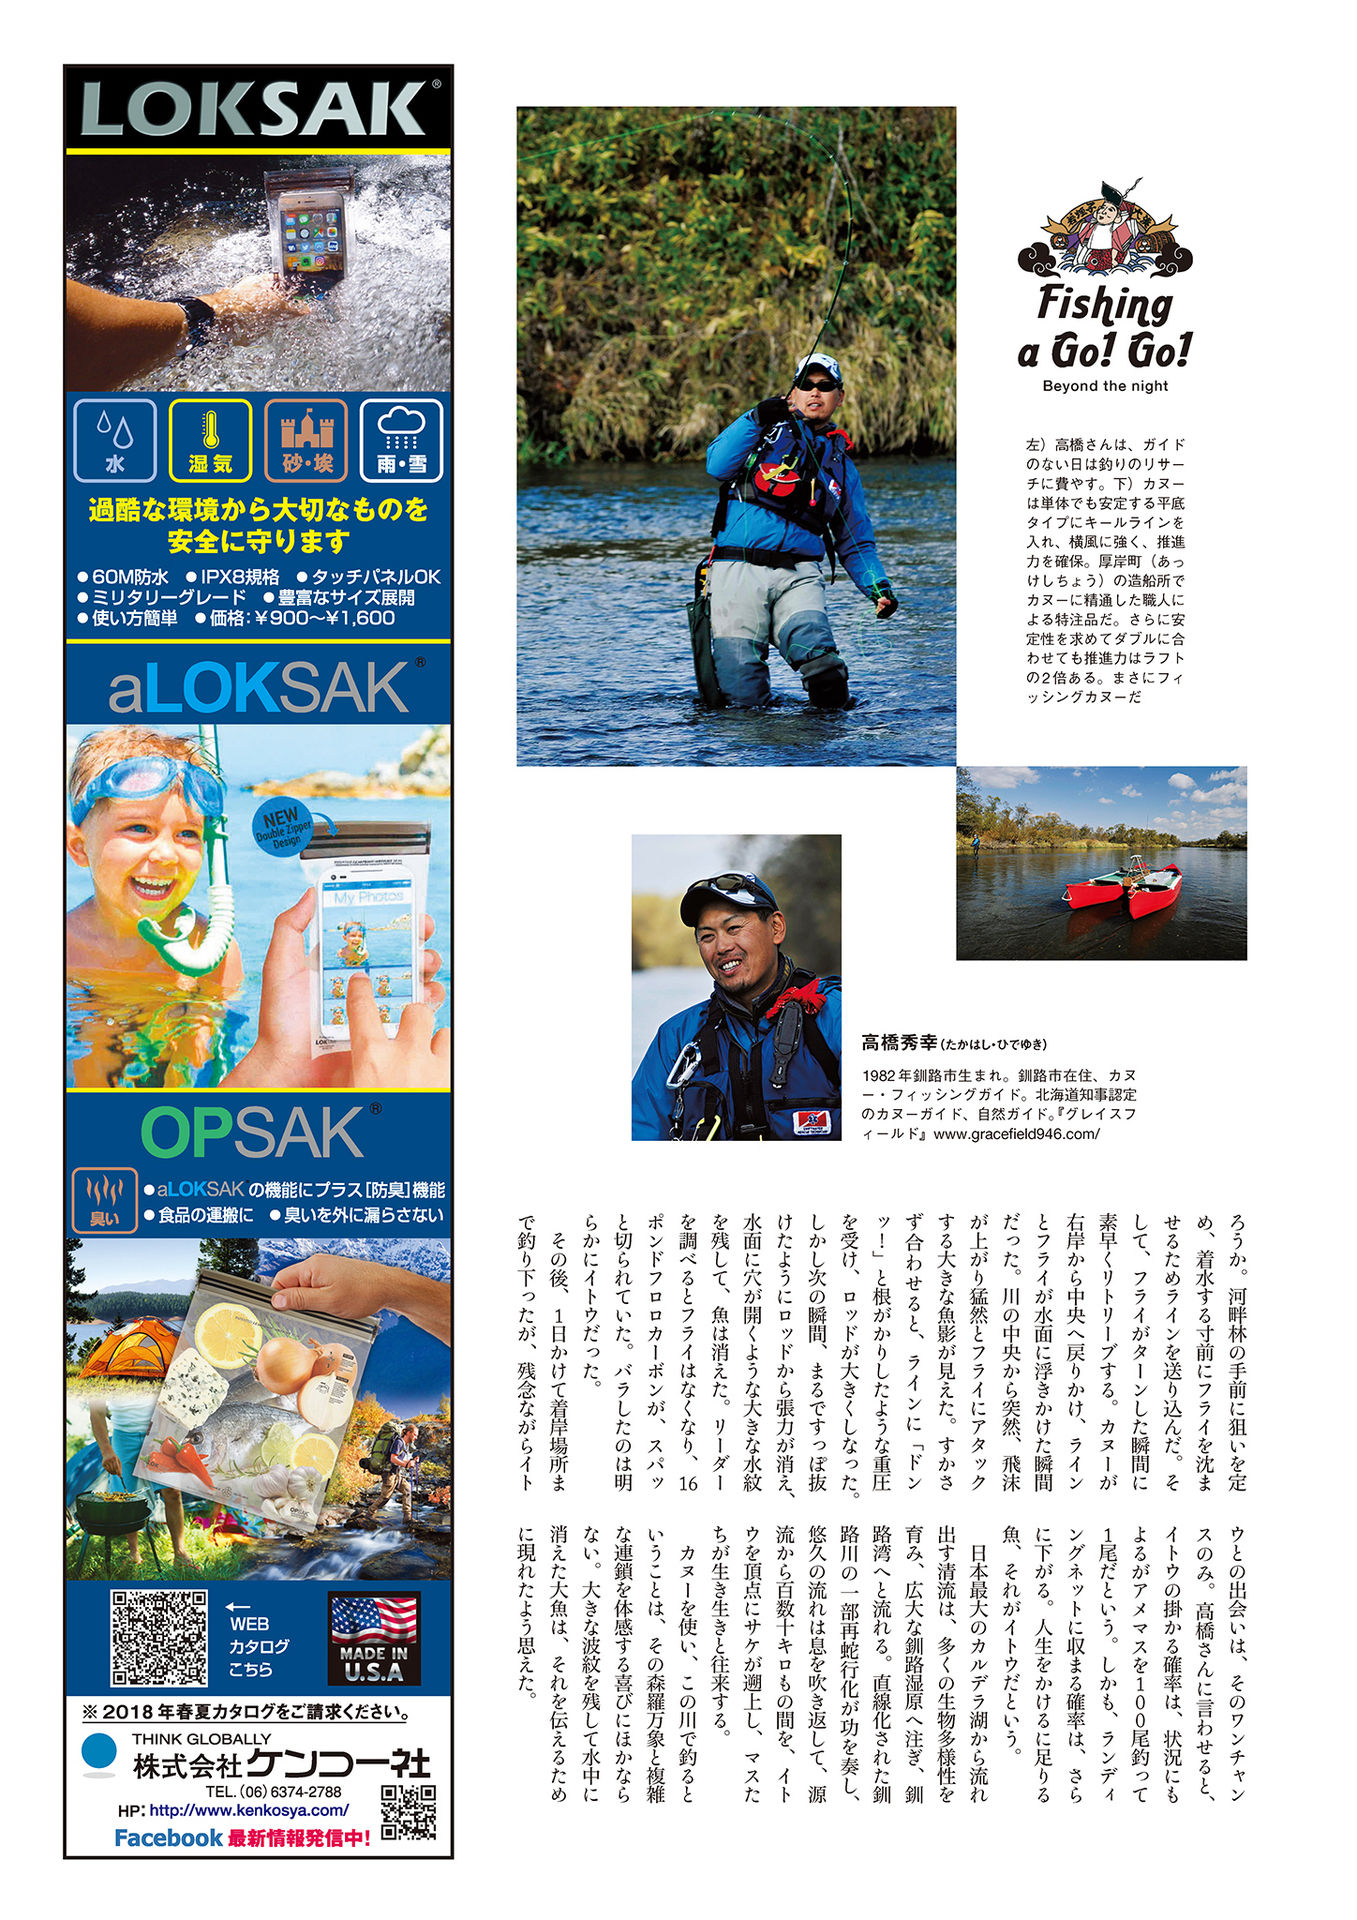 LOKSAK®
水
湿気
砂・埃
雨・雪
過酷な環境から大切なものを
安全に守ります
●60M防水 ●IPX8規格 ●タッチパネルOK
●ミリタリーグレード ●豊富なサイズ展開
●使い方簡単 ●価格:¥900〜¥1,600
aLOKSAK®
NEW
Double Zipper
Design
My Photos
LOKSAK
OPSAK®
臭い
●aLOKSAKの機能にプラス[防臭]機能
●食品の運搬に ●臭いを外に漏らさない
OPSAK
←
WEB
カタログ
こちら
MADE IN
U.S.A
※2018年春夏カタログをご請求ください。
THINK GLOBALLY
株式会社ケンコー社
TEL.(06)6374-2788
HP:http://www.kenkosya.com/
Facebook 最新情報発信中!
Fishing
a Go! Go!
Beyond the night
左）高橋さんは、ガイド
のない日は釣りのリサー
チに費やす。下）カヌー
は単体でも安定する平底
タイプにキールラインを
入れ、横風に強く、推進
力を確保。厚岸町（あっ
けしちょう）の造船所で
カヌーに精通した職人に
よる特注品だ。さらに安
定性を求めてダブルに合
わせても推進力はラフト
の2倍ある。まさにフィ
ッシングカヌーだ
高橋秀幸(たかはし・ひでゆき)
1982年釧路市生まれ。釧路市在住、カヌ
ー・フィッシングガイド。北海道知事認定
のカヌーガイド、自然ガイド。『グレイスフ
ィールド』www.gracefield946.com/
ろうか。河畔林の手前に狙いを定
め、着水する寸前にフライを沈ま
せるためラインを送り込んだ。そ
して、フライがターンした瞬間に
素早くリトリーブする。カヌーが
右岸から中央へ戻りかけ、ライン
とフライが水面に浮きかけた瞬間
だった。川の中央から突然、飛沫
が上がり猛然とフライにアタック
する大きな魚影が見えた。すかさ
ず合わせると、ラインに「ドン
ッ！」と根がかりしたような重圧
を受け、ロッドが大きくしなった。
しかし次の瞬間、まるですっぽ抜
けたようにロッドから張力が消え、
水面に穴が開くような大きな水紋
を残して、魚は消えた。リーダー
を調べるとフライはなくなり、16
ポンドフロロカーボンが、スパッ
と切られていた。バラしたのは明
らかにイトウだった。
その後、1日かけて着岸場所ま
で釣り下ったが、残念ながらイト
ウとの出会いは、そのワンチャン
スのみ。高橋さんに言わせると、
イトウの掛かる確率は、状況にも
よるがアメマスを100尾釣って
1尾だという。しかも、ランディ
ングネットに収まる確率は、さら
に下がる。人生をかけるに足りる
魚、それがイトウだという。
日本最大のカルデラ湖から流れ
出す清流は、多くの生物多様性を
育み、広大な釧路湿原へ注ぎ、釧
路湾へと流れる。直線化された釧
路川の一部再蛇行化が功を奏し、
悠久の流れは息を吹き返して、源
流から百数十キロもの間を、イト
ウを頂点にサケが遡上し、マスた
ちが生き生きと往来する。
カヌーを使い、この川で釣ると
いうことは、その森羅万象と複雑
な連鎖を体感する喜びにほかなら
ない。大きな波紋を残して水中に
消えた大魚は、それを伝えるため
に現れたよう思えた。